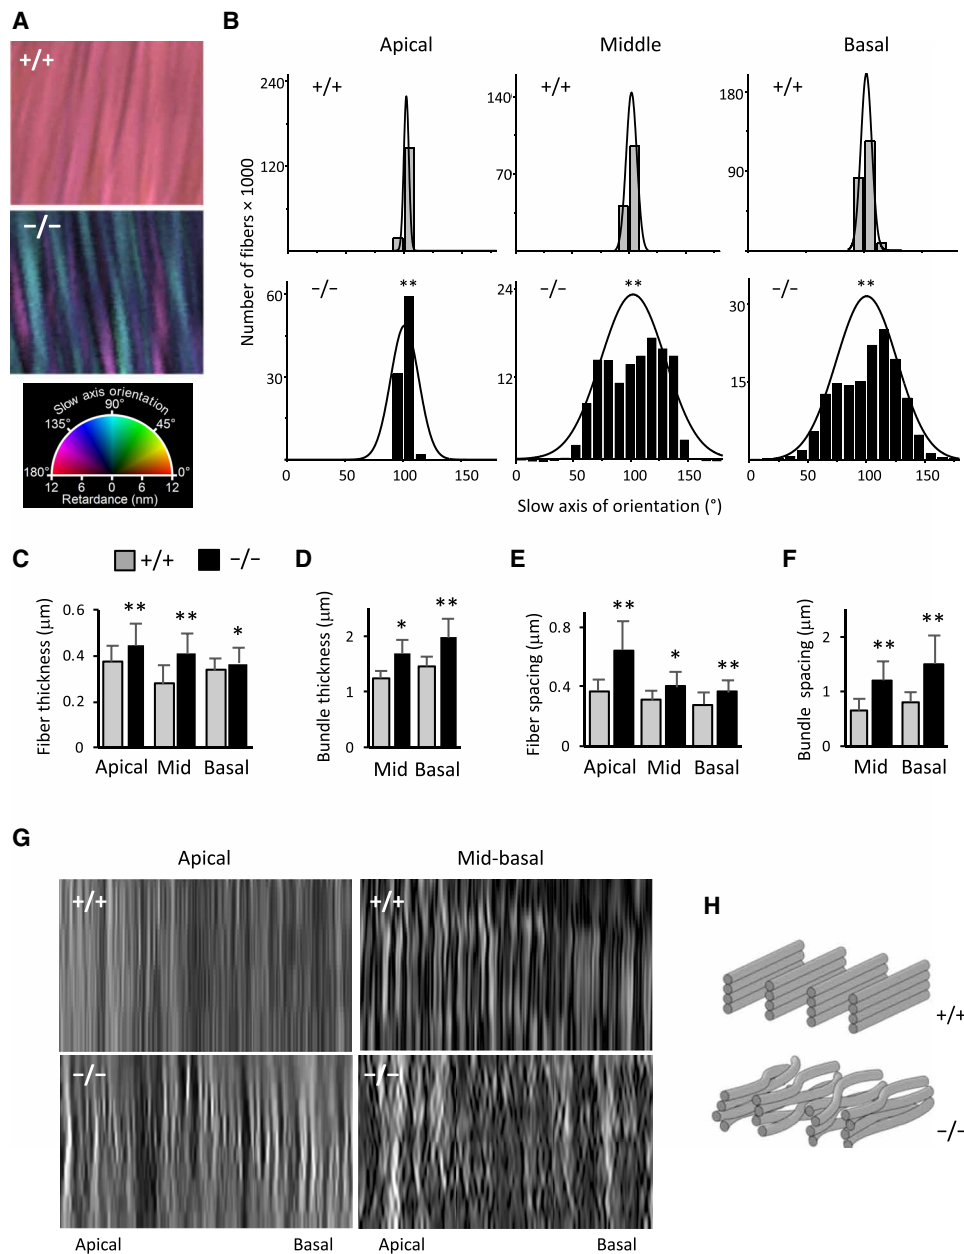 A
+/+
−/−
Slow axis orientation
90°
135°
45°
180°
0°
12 6 0 6 12
Retardance (nm)
B
Apical Middle Basal
Number of fibers × 1000
240
120
+/+
140
70
+/+
180
90
+/+
60
30
−/−
**
24
12
−/−
**
30
15
−/−
**
0 50 100 150
0 50 100 150
0 50 100 150
Slow axis of orientation (°)
C
+/+ −/−
Fiber thickness (μm)
0.6
0.4
0.2
0
** ** *
Apical Mid Basal
D
Bundle thickness (μm)
2
1
0
* **
Mid Basal
E
Fiber spacing (μm)
0.8
0.4
0
** * **
Apical Mid Basal
F
Bundle spacing (μm)
2
1
0
** **
Mid Basal
G
Apical Mid-basal
+/+ +/+
−/− −/−
Apical Basal Apical Basal
H
+/+
−/−